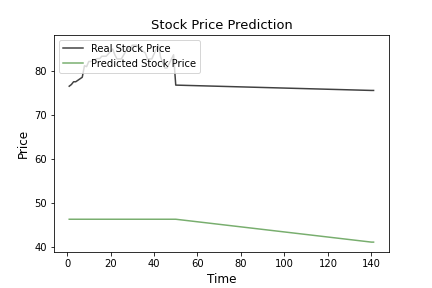 Stock Price Prediction
Real Stock Price
Predicted Stock Price
Price
80
70
60
50
40
0 20 40 60 80 100 120 140
Time